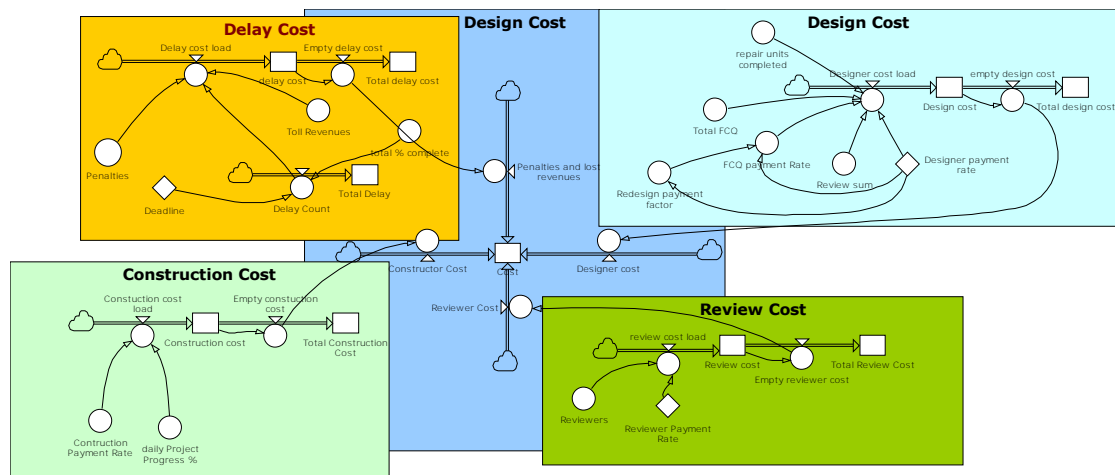 Delay Cost
Delay cost load
Empty delay cost
delay cost
Total delay cost
Toll Revenues
total % complete
Penalties
Deadline
Delay Count
Total Delay
Design Cost
Penalties and lost
revenues
Constructor Cost
Cost
Designer cost
Reviewer Cost
Design Cost
repair units
completed
Designer cost load
empty design cost
Design cost
Total design cost
Total FCQ
FCQ payment Rate
Review sum
Designer payment
rate
Redesign payment
factor
Construction Cost
Constuction cost
load
Empty constuction
cost
Construction cost
Total Construction
Cost
Contruction
Payment Rate
daily Project
Progress %
Review Cost
review cost load
Review cost
Empty reviewer cost
Total Review Cost
Reviewers
Reviewer Payment
Rate